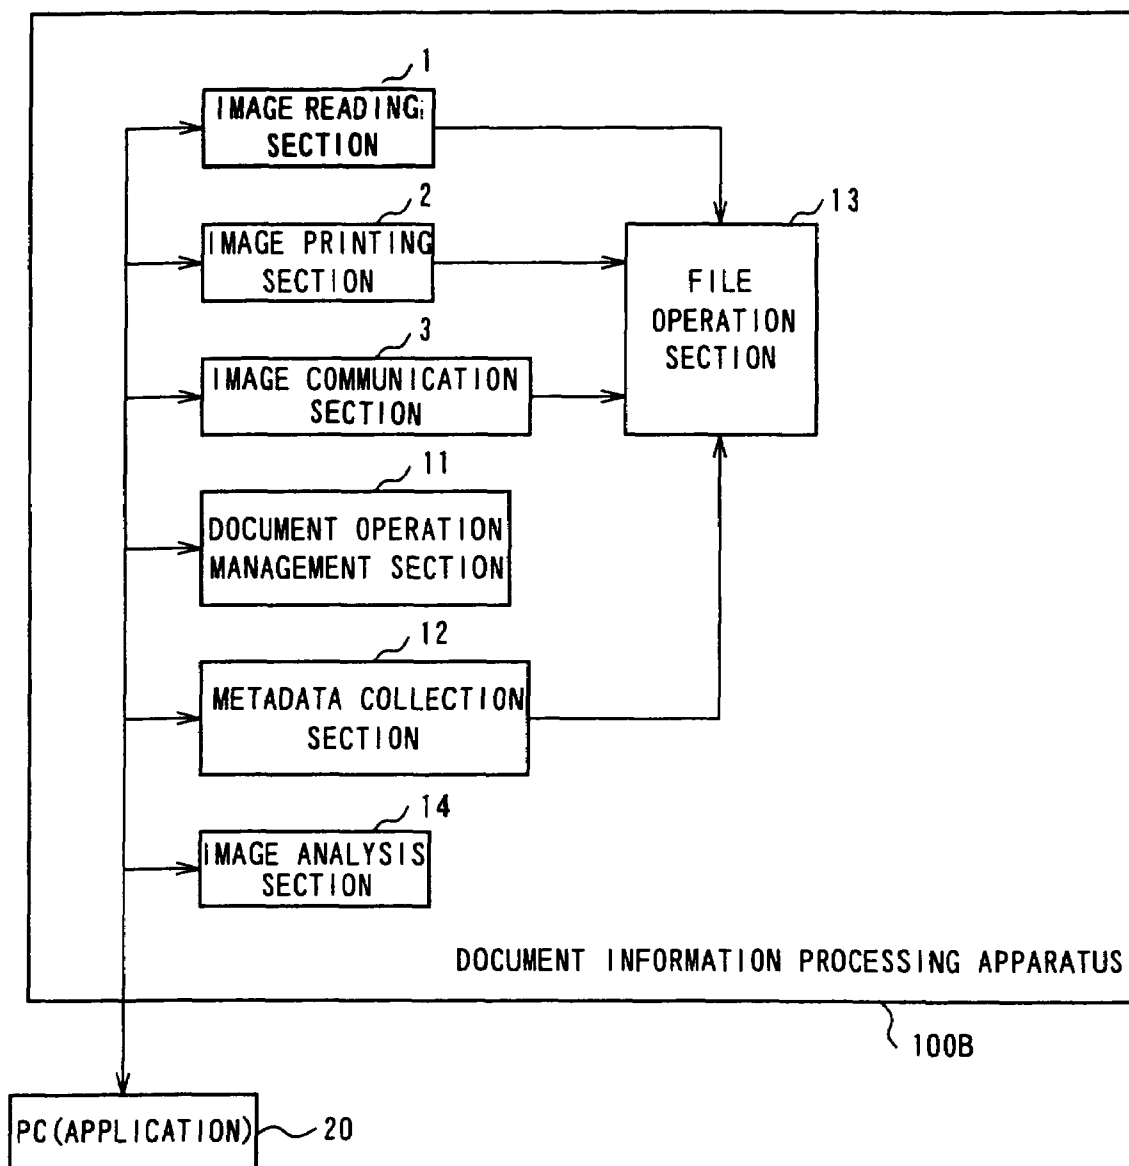 1
IMAGE READING
SECTION
2
IMAGE PRINTING
SECTION
13
FILE
OPERATION
SECTION
3
IMAGE COMMUNICATION
SECTION
11
DOCUMENT OPERATION
MANAGEMENT SECTION
12
METADATA COLLECTION
SECTION
14
IMAGE ANALYSIS
SECTION
DOCUMENT INFORMATION PROCESSING APPARATUS
100B
PC(APPLICATION)
20